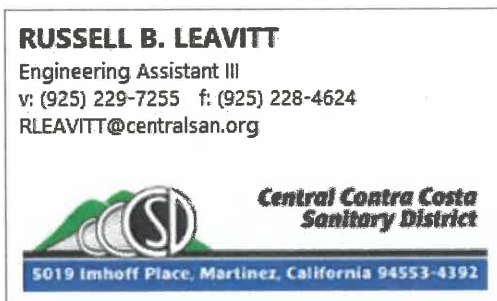 RUSSELL B. LEAVITT
Engineering Assistant III
v: (925) 229-7255 f: (925) 228-4624
RLEAVITT@centralsan.org
CCCSD
Central Contra Costa
Sanitary District
5019 Imhoff Place, Martinez, California 94553-4392